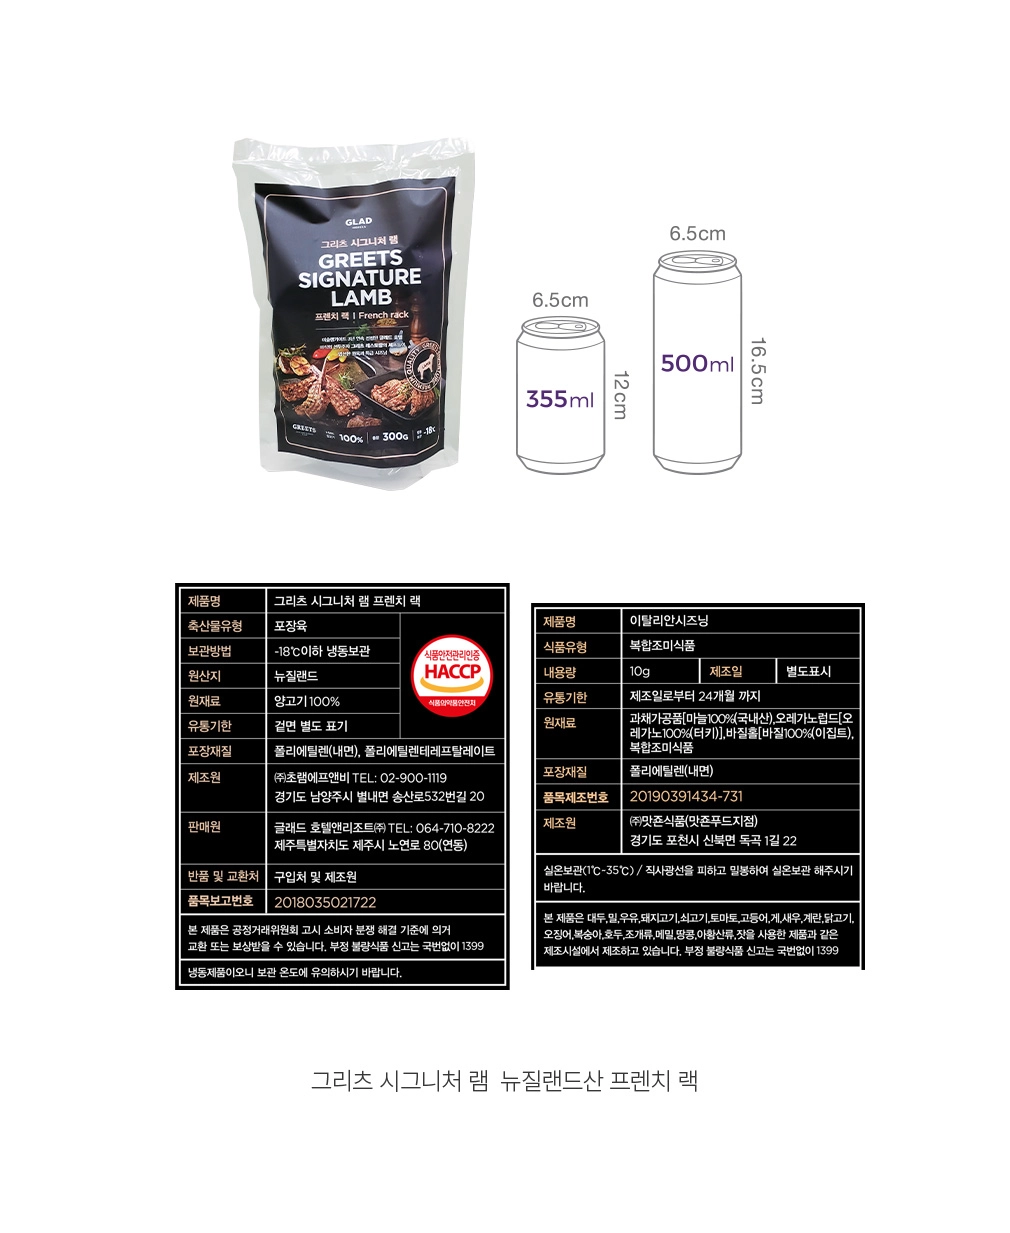 GLAD
그리츠 시그니처 램
GREETS
SIGNATURE
LAMB
프렌치 랙 | French rack
GREETS
100%
300G
-18℃
6.5cm
355ml
12cm
6.5cm
500ml
16.5cm
제품명 그리츠 시그니처 램 프렌치 랙
축산물유형 포장육
보관방법 -18℃이하 냉동보관
원산지 뉴질랜드
원재료 양고기100%
유통기한 겉면 별도 표기
식품안전관리인증
HACCP
식품의약품안전처
포장재질 폴리에틸렌(내면), 폴리에틸렌테레프탈레이트
제조원 ㈜초램에프앤비 TEL: 02-900-1119
경기도 남양주시 별내면 송산로532번길 20
판매원 글래드 호텔앤리조트㈜ TEL: 064-710-8222
제주특별자치도 제주시 노연로 80(연동)
반품 및 교환처 구입처 및 제조원
품목보고번호 2018035021722
본 제품은 공정거래위원회 고시 소비자 분쟁 해결 기준에 의거
교환 또는 보상받을 수 있습니다. 부정 불량식품 신고는 국번없이 1399
냉동제품이오니 보관 온도에 유의하시기 바랍니다.
제품명 이탈리안시즈닝
식품유형 복합조미식품
내용량 10g 제조일 별도표시
유통기한 제조일로부터 24개월 까지
원재료 과채가공품[마늘100%(국내산),오레가노럽드[오
레가노100%(터키)],바질홀[바질100%(이집트),
복합조미식품
포장재질 폴리에틸렌(내면)
품목제조번호 20190391434-731
제조원 ㈜맛죤식품(맛죤푸드지점)
경기도 포천시 신북면 독곡 1길 22
실온보관(1℃-35℃) / 직사광선을 피하고 밀봉하여 실온보관 해주시기
바랍니다.
본 제품은 대두,밀,우유,돼지고기,쇠고기,토마토,고등어,게,새우,계란,닭고기,
오징어,복숭아,호두,조개류,메밀,땅콩,아황산류,잣을 사용한 제품과 같은
제조시설에서 제조하고 있습니다. 부정 불량식품 신고는 국번없이 1399
그리츠 시그니처 램 뉴질랜드산 프렌치 랙